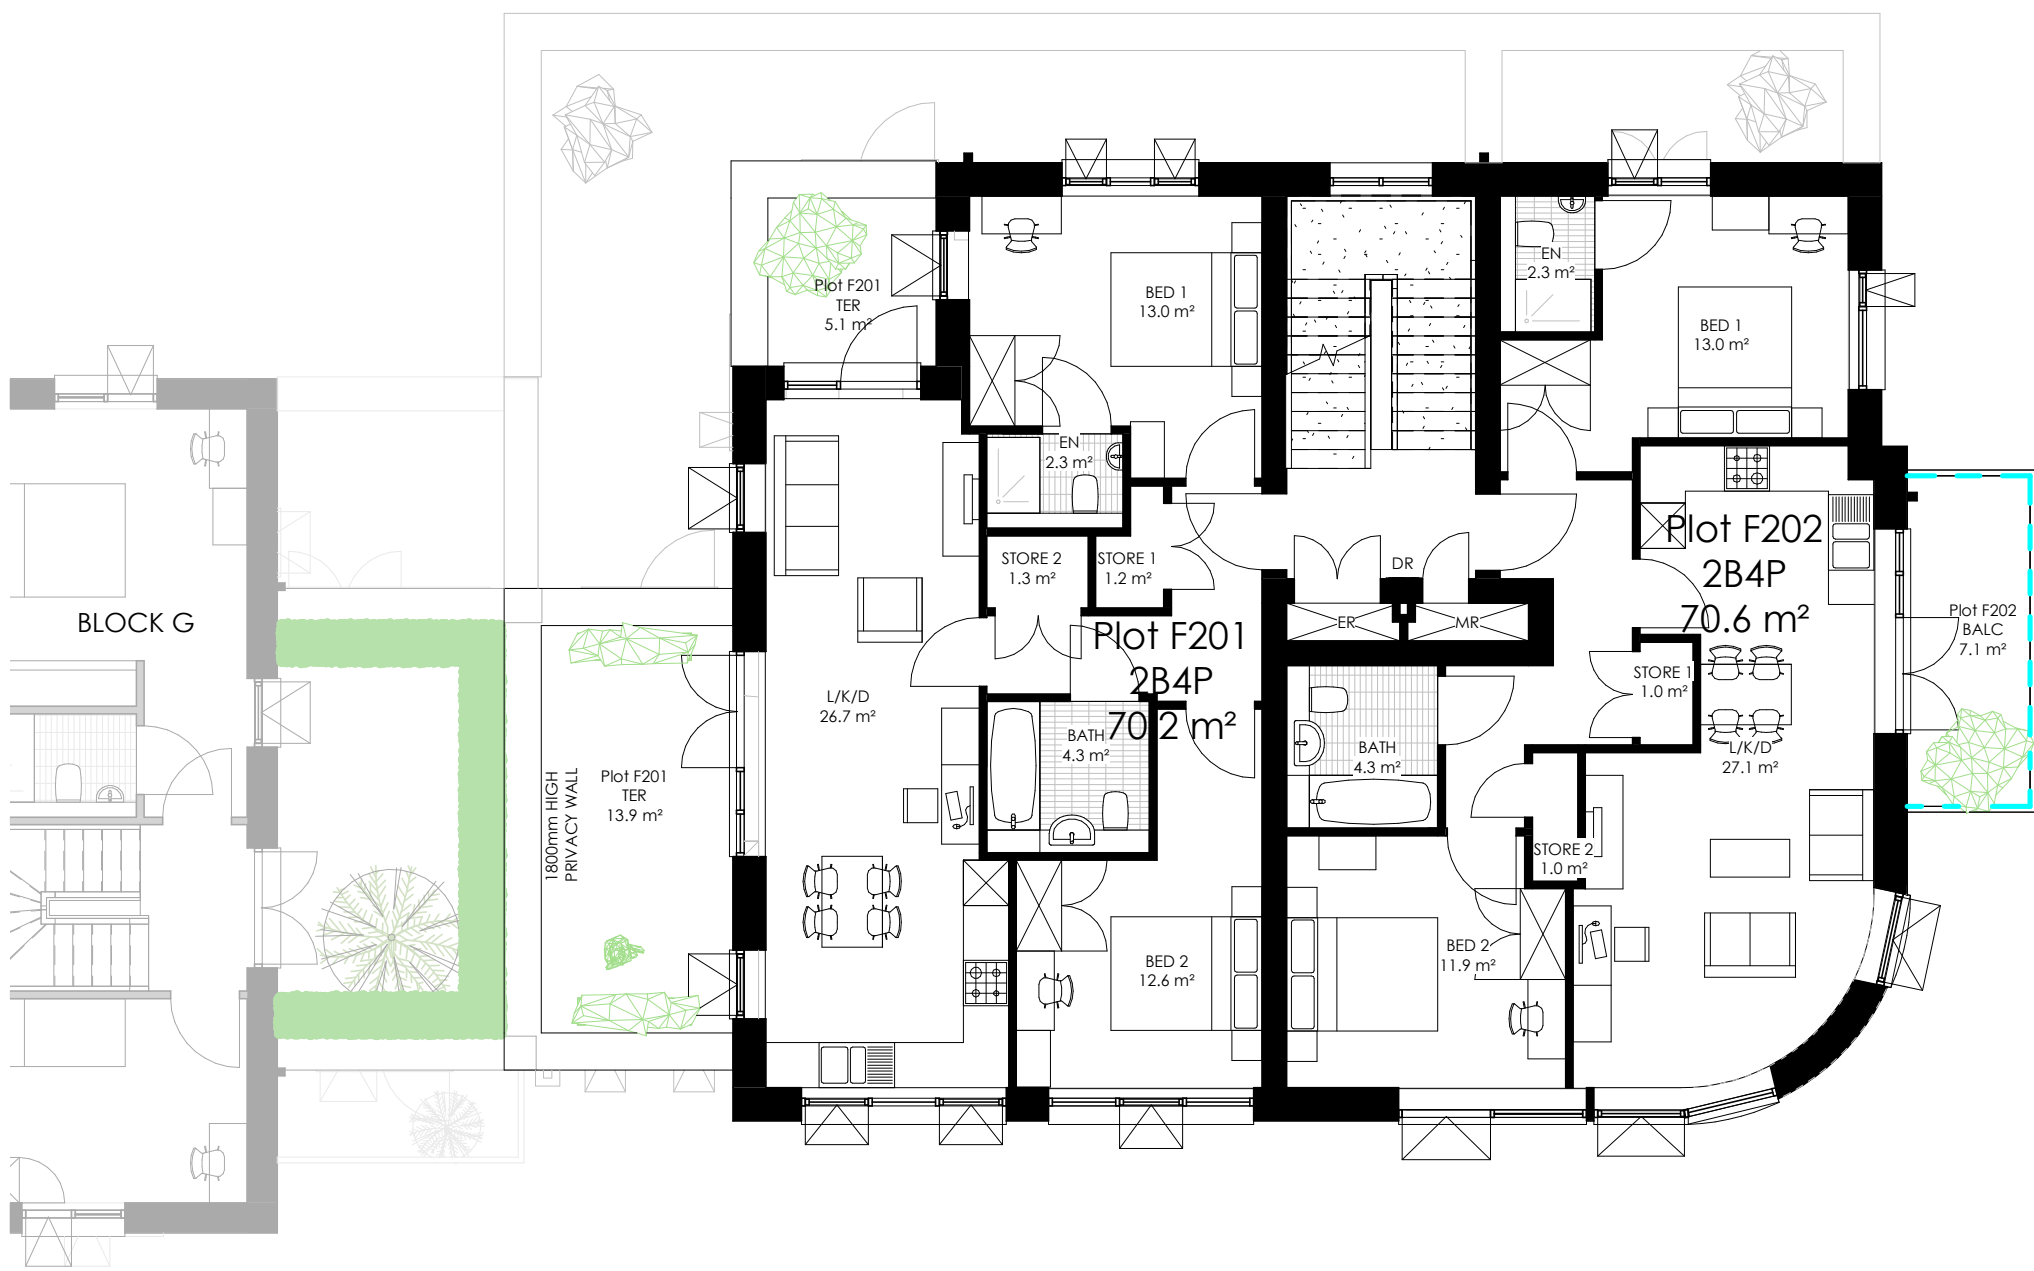 Plot F201
TER
5.1 m²
BED 1
13.0 m²
EN
2.3 m²
BED 1
13.0 m²
EN
2.3 m²
STORE 2
1.3 m²
STORE 1
1.2 m²
DR
ER
MR
Plot F202
2B4P
70.6 m²
Plot F202
BALC
7.1 m²
BLOCK G
Plot F201
2B4P
70.2 m²
L/K/D
26.7 m²
STORE 1
1.0 m²
BATH
4.3 m²
BATH
4.3 m²
L/K/D
27.1 m²
1800mm HIGH
PRIVACY WALL
Plot F201
TER
13.9 m²
STORE 2
1.0 m²
BED 2
12.6 m²
BED 2
11.9 m²